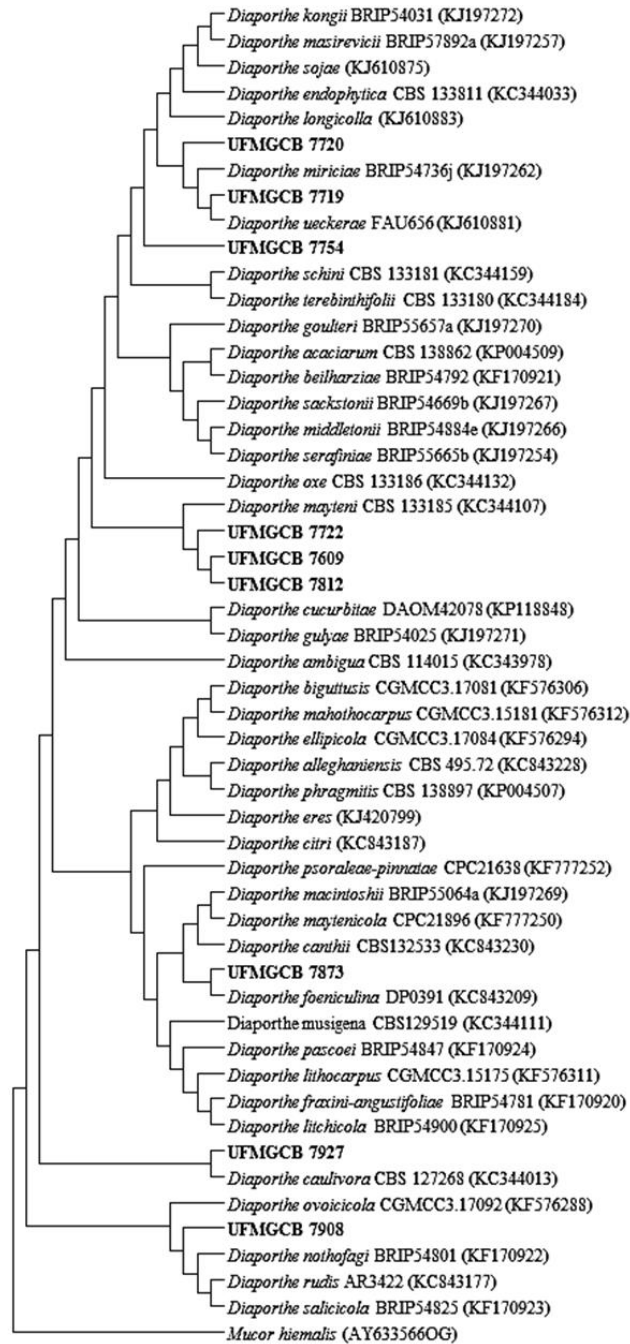 Diaporthe kongii BRIP54031 (KJ197272)
Diaporthe masirevicii BRIP57892a (KJ197257)
Diaporthe sojae (KJ610875)
Diaporthe endophytica CBS 133811 (KC344033)
Diaporthe longicolla (KJ610883)
UFMGCB 7720
Diaporthe miriciae BRIP54736j (KJ197262)
UFMGCB 7719
Diaporthe ueckerae FAU656 (KJ610881)
UFMGCB 7754
Diaporthe schini CBS 133181 (KC344159)
Diaporthe terebinthifolii CBS 133180 (KC344184)
Diaporthe goulteri BRIP55657a (KJ197270)
Diaporthe acaciarum CBS 138862 (KP004509)
Diaporthe beilharziae BRIP54792 (KF170921)
Diaporthe sackstonii BRIP54669b (KJ197267)
Diaporthe middletonii BRIP54884e (KJ197266)
Diaporthe serafiniae BRIP55665b (KJ197254)
Diaporthe oxe CBS 133186 (KC344132)
Diaporthe mayteni CBS 133185 (KC344107)
UFMGCB 7722
UFMGCB 7609
UFMGCB 7812
Diaporthe cucurbitae DAOM42078 (KP118848)
Diaporthe gulyae BRIP54025 (KJ197271)
Diaporthe ambigua CBS 114015 (KC343978)
Diaporthe biguttusis CGMCC3.17081 (KF576306)
Diaporthe mahothocarpus CGMCC3.15181 (KF576312)
Diaporthe ellipicola CGMCC3.17084 (KF576294)
Diaporthe alleghaniensis CBS 495.72 (KC843228)
Diaporthe phragmitis CBS 138897 (KP004507)
Diaporthe eres (KJ420799)
Diaporthe citri (KC843187)
Diaporthe psoraleae-pinnatae CPC21638 (KF777252)
Diaporthe macintoshii BRIP55064a (KJ197269)
Diaporthe maytenicola CPC21896 (KF777250)
Diaporthe canthii CBS132533 (KC843230)
UFMGCB 7873
Diaporthe foeniculina DP0391 (KC843209)
Diaporthe musigena CBS129519 (KC344111)
Diaporthe pascoei BRIP54847 (KF170924)
Diaporthe lithocarpus CGMCC3.15175 (KF576311)
Diaporthe fraxini-angustifoliae BRIP54781 (KF170920)
Diaporthe litchicola BRIP54900 (KF170925)
UFMGCB 7927
Diaporthe caulivora CBS 127268 (KC344013)
Diaporthe ovoicicola CGMCC3.17092 (KF576288)
UFMGCB 7908
Diaporthe nothofagi BRIP54801 (KF170922)
Diaporthe rudis AR3422 (KC843177)
Diaporthe salicicola BRIP54825 (KF170923)
Mucor hiemalis (AY633566OG)